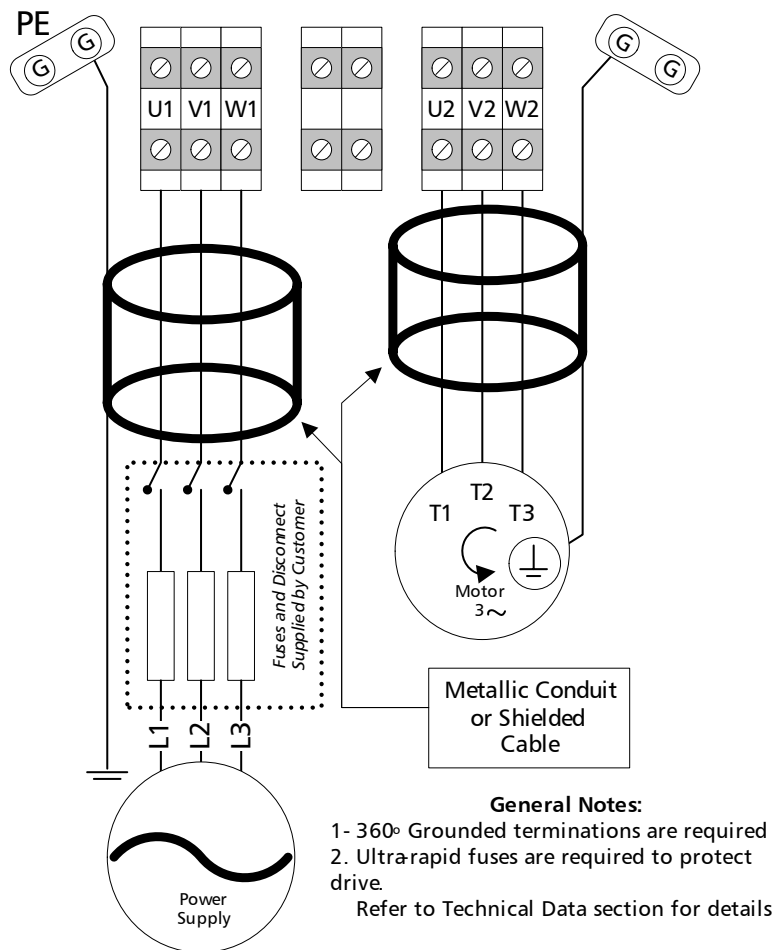 PE
G G
G G
U1 V1 W1
U2 V2 W2
Fuses and Disconnect
Supplied by Customer
T1 T2 T3
Motor
3~
Metallic Conduit
or Shielded
Cable
L1 L2 L3
Power
Supply
General Notes:
1- 360º Grounded terminations are required
2. Ultra-rapid fuses are required to protect
drive.
Refer to Technical Data section for details